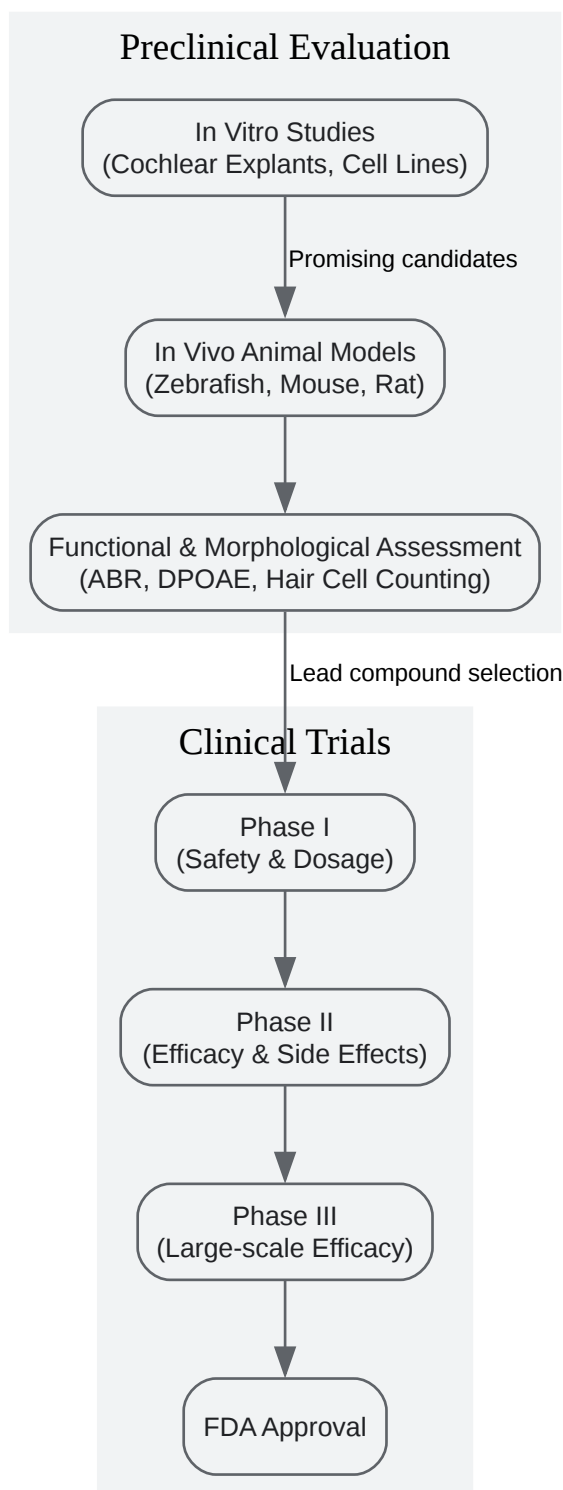 Preclinical Evaluation
In Vitro Studies
(Cochlear Explants, Cell Lines)
Promising candidates
In Vivo Animal Models
(Zebrafish, Mouse, Rat)
Functional & Morphological Assessment
(ABR, DPOAE, Hair Cell Counting)
Lead compound selection
Clinical Trials
Phase I
(Safety & Dosage)
Phase II
(Efficacy & Side Effects)
Phase III
(Large-scale Efficacy)
FDA Approval